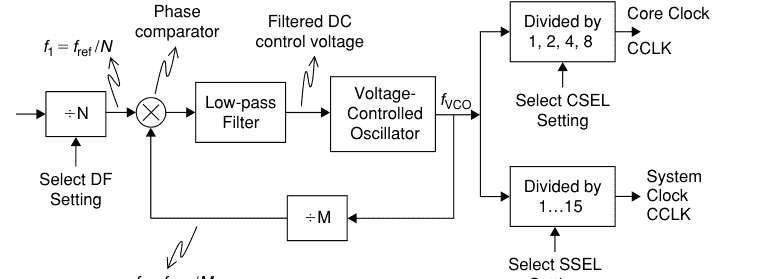 Phase
comparator
Filtered DC
control voltage
f1 = fref/N
÷N
Select DF
Setting
Low-pass
Filter
Voltage-
Controlled
Oscillator
fVCO
÷M
Divided by
1, 2, 4, 8
Core Clock
CCLK
Select CSEL
Setting
Divided by
1...15
System
Clock
CCLK
Select SSEL